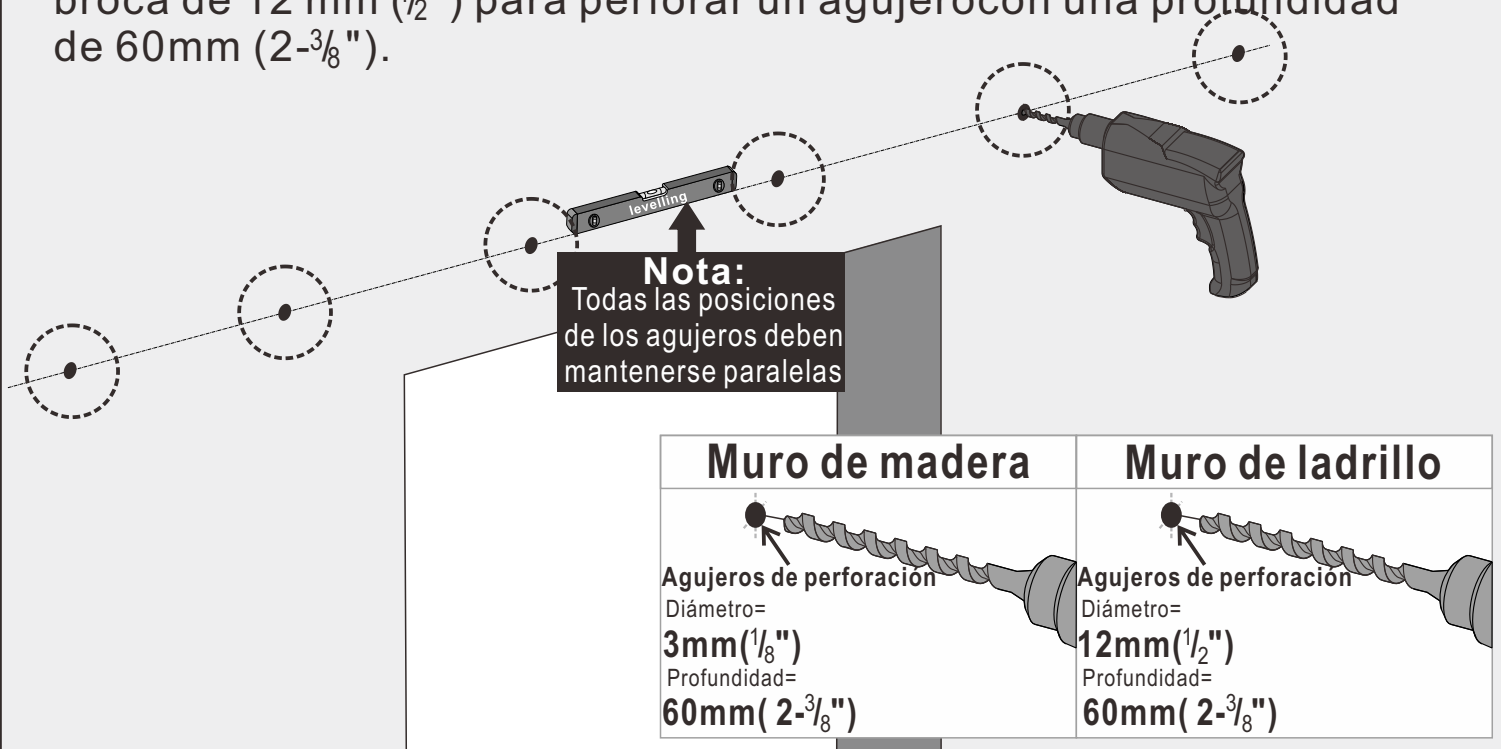 broca de 12 mm (1/2") para perforar un agujerocon una profundidad
de 60mm (2-3/8").
levelling
Nota:
Todas las posiciones
de los agujeros deben
mantenerse paralelas
Muro de madera
Agujeros de perforación
Diámetro=
3mm(1/8")
Profundidad=
60mm( 2-3/8")
Muro de ladrillo
Agujeros de perforación
Diámetro=
12mm(1/2")
Profundidad=
60mm( 2-3/8")